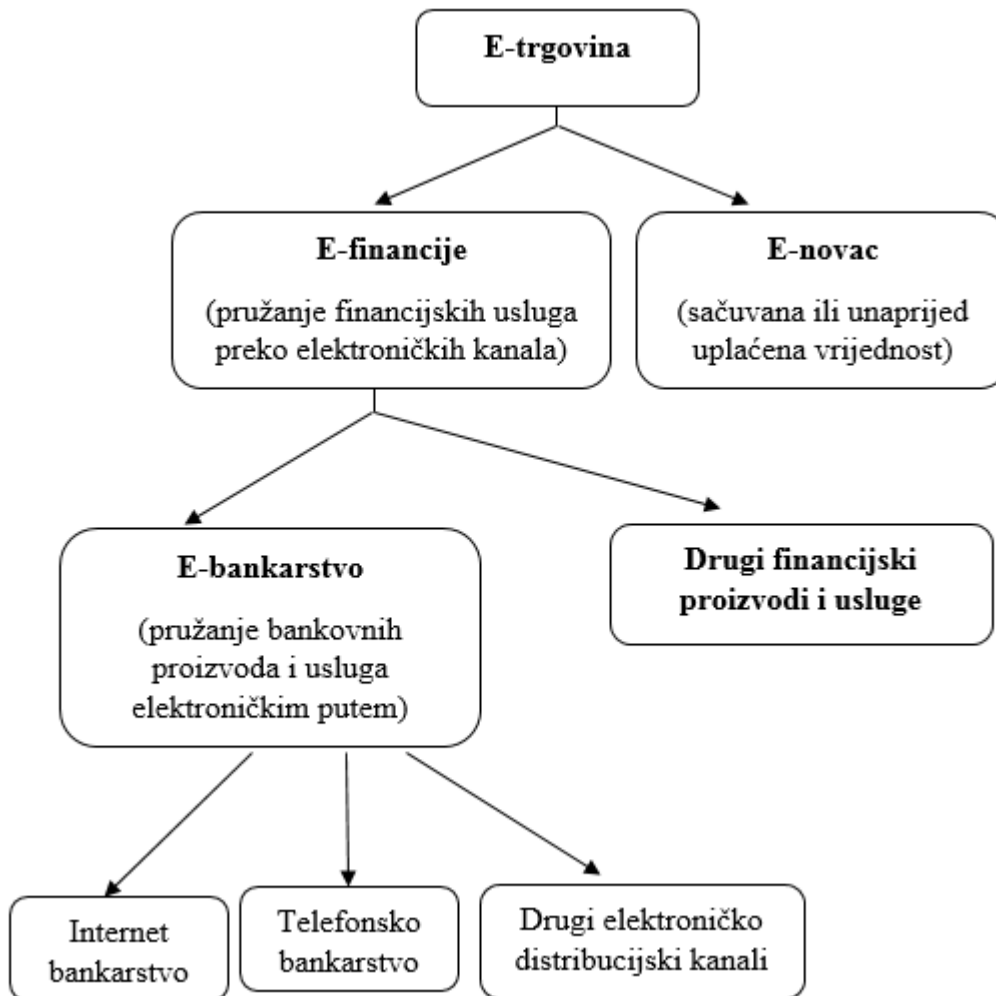 E-trgovina
E-financije
(pružanje financijskih usluga
preko elektroničkih kanala)
E-novac
(sačuvana ili unaprijed
uplaćena vrijednost)
E-bankarstvo
(pružanje bankovnih
proizvoda i usluga
elektroničkim putem)
Drugi financijski
proizvodi i usluge
Internet
bankarstvo
Telefonsko
bankarstvo
Drugi elektroničko
distribucijski kanali